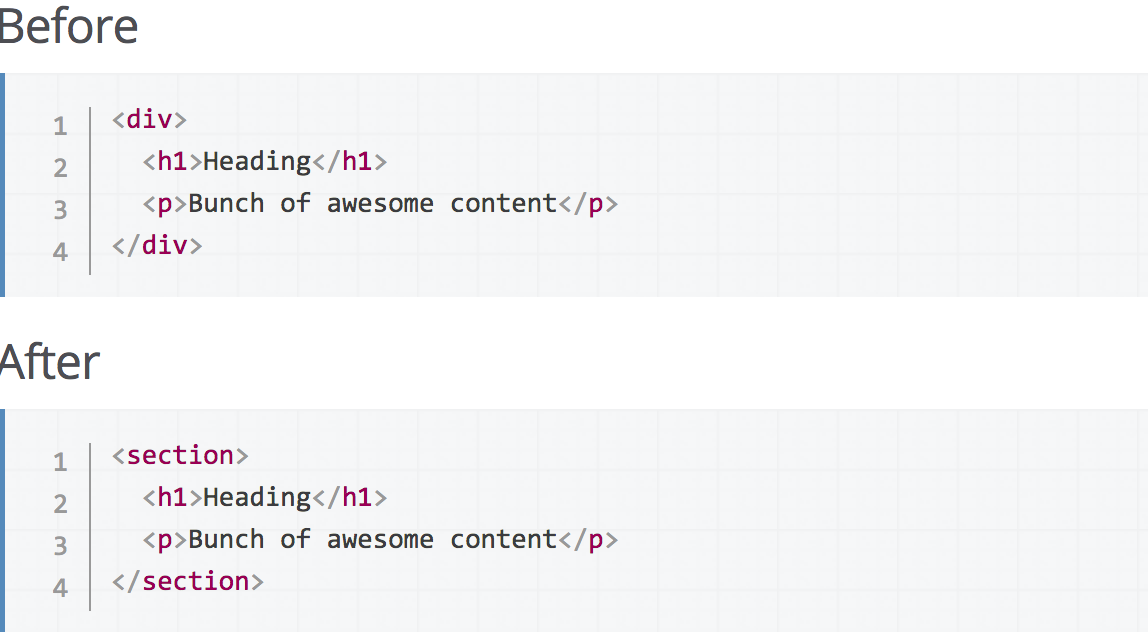 Before
1 <div>
2   <h1>Heading</h1>
3   <p>Bunch of awesome content</p>
4 </div>
After
1 <section>
2   <h1>Heading</h1>
3   <p>Bunch of awesome content</p>
4 </section>